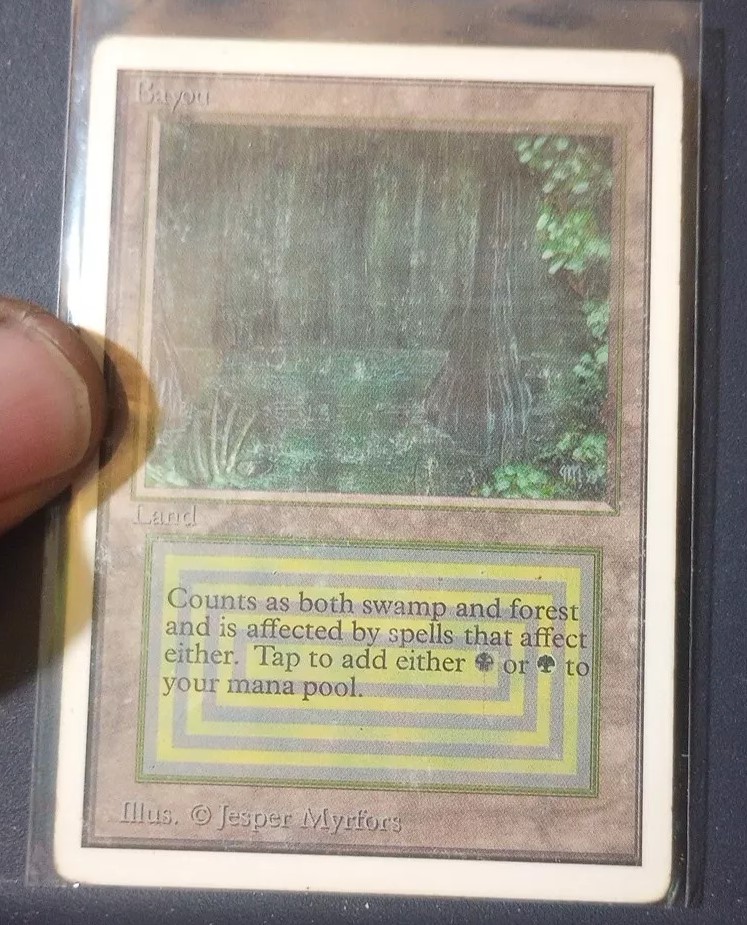 Bayou
Land
Counts as both swamp and forest
and is affected by spells that affect
either. Tap to add either or to
your mana pool.
Illus. © Jesper Myrfors